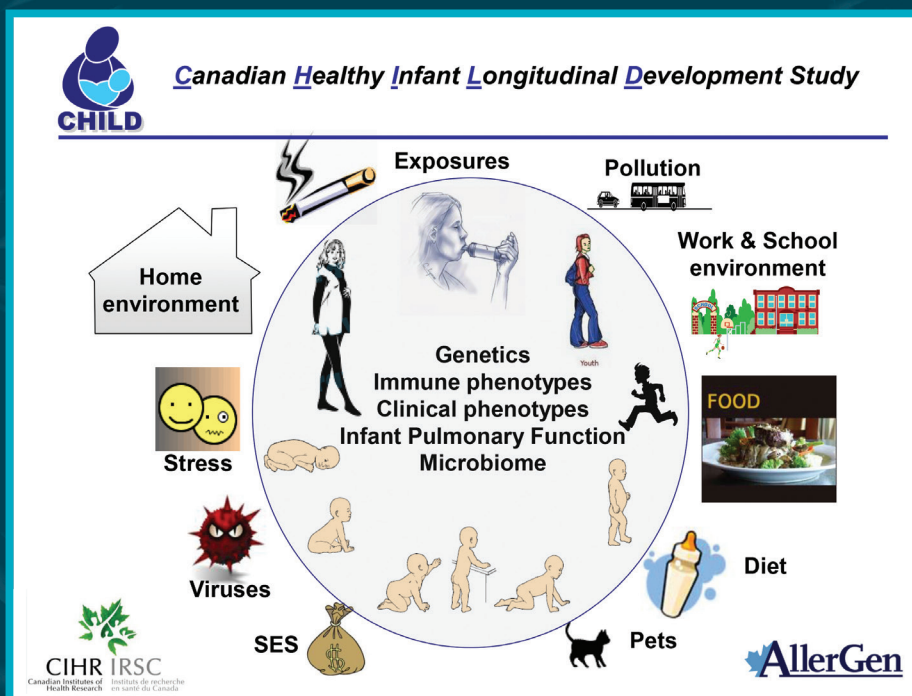 CHILD
Canadian Healthy Infant Longitudinal Development Study
Exposures
Pollution
Home
environment
Work & School
environment
SCHOOL
Youth
Genetics
Immune phenotypes
Clinical phenotypes
Infant Pulmonary Function
Microbiome
FOOD
Stress
Viruses
Diet
SES
Pets
CIHR IRSC
Canadian Institutes of Health Research
Instituts de recherche en santé du Canada
AllerGen